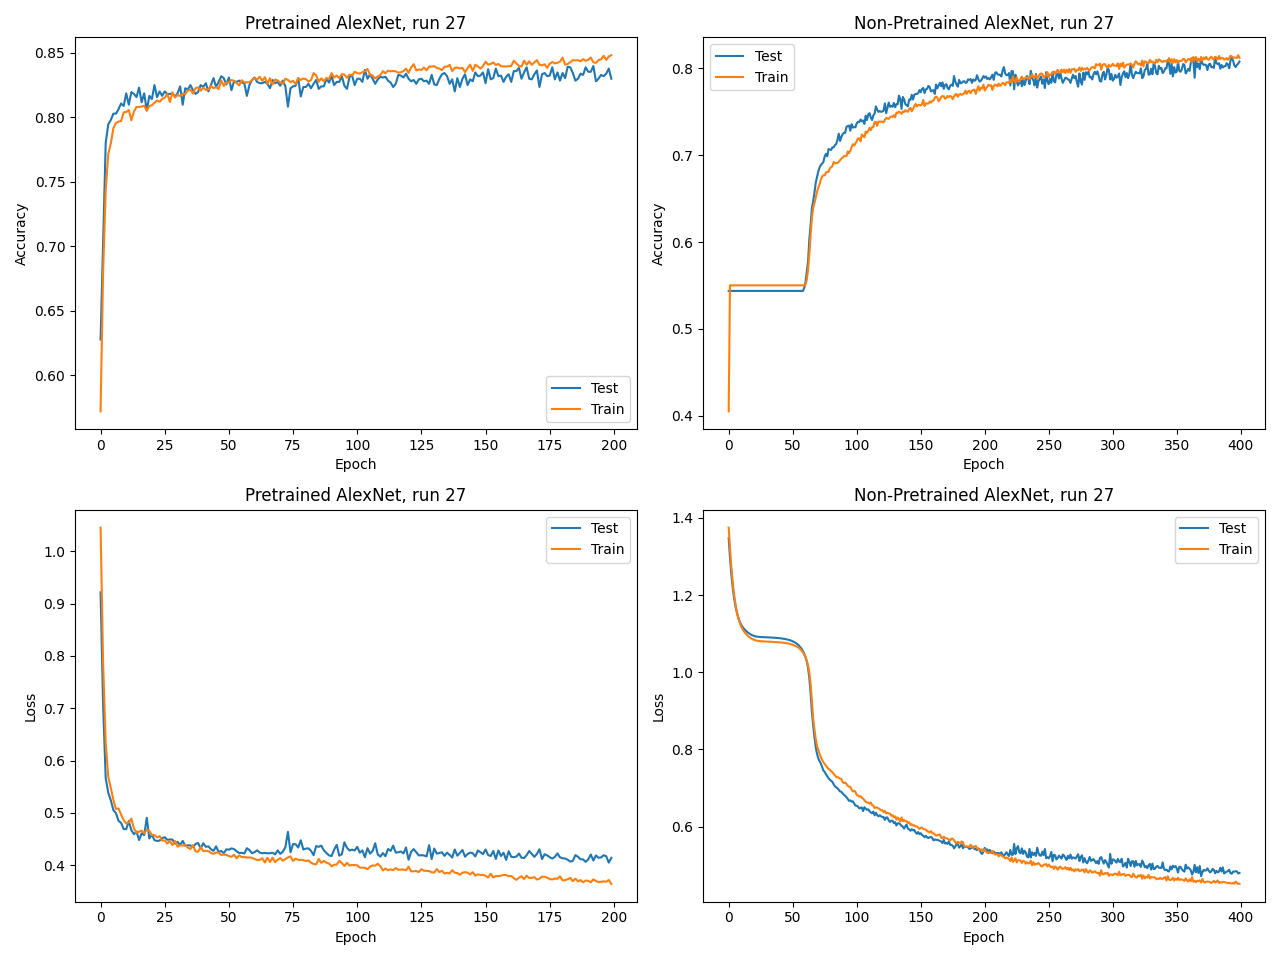 Pretrained AlexNet, run 27
0.85
0.80
0.75
0.70
0.65
0.60
Accuracy
0 25 50 75 100 125 150 175 200
Epoch
Test
Train
Non-Pretrained AlexNet, run 27
0.8
0.7
0.6
0.5
0.4
Accuracy
0 50 100 150 200 250 300 350 400
Epoch
Test
Train
Pretrained AlexNet, run 27
1.0
0.9
0.8
0.7
0.6
0.5
0.4
Loss
0 25 50 75 100 125 150 175 200
Epoch
Test
Train
Non-Pretrained AlexNet, run 27
1.4
1.2
1.0
0.8
0.6
Loss
0 50 100 150 200 250 300 350 400
Epoch
Test
Train